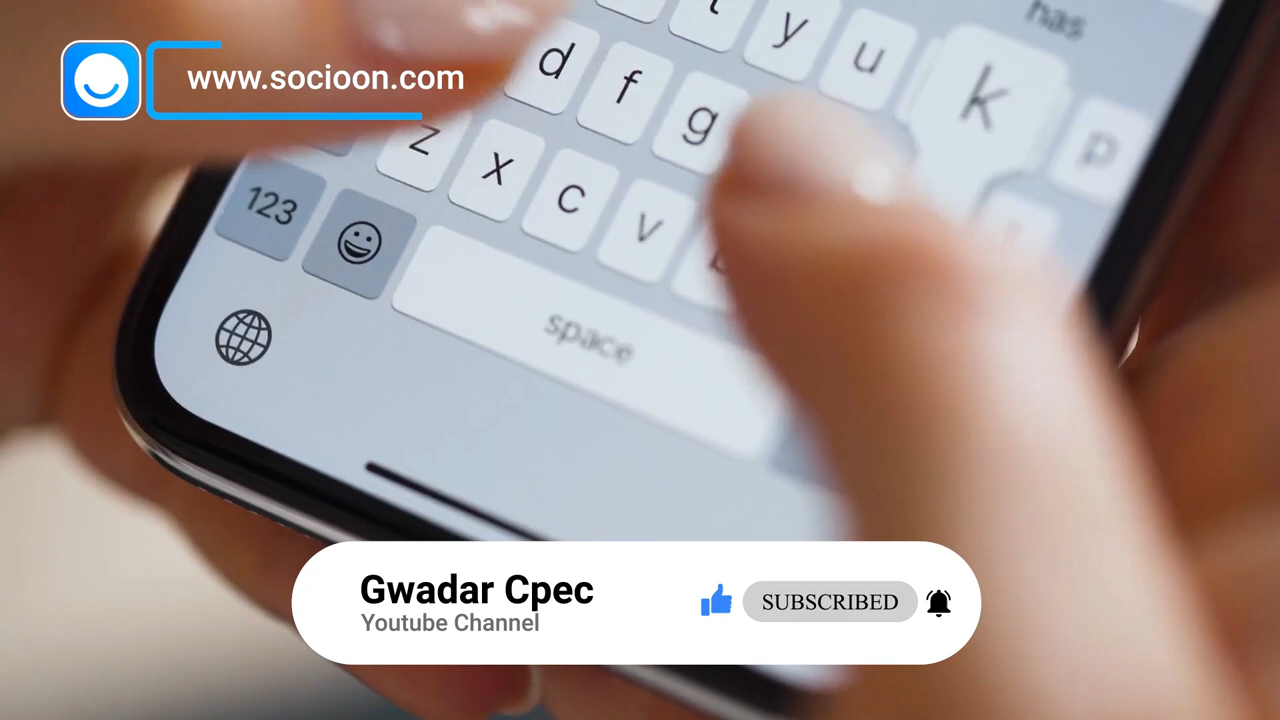 www.socioon.com
has
t y u k p
d f g
z x c v
123
space
Gwadar Cpec
Youtube Channel
SUBSCRIBED